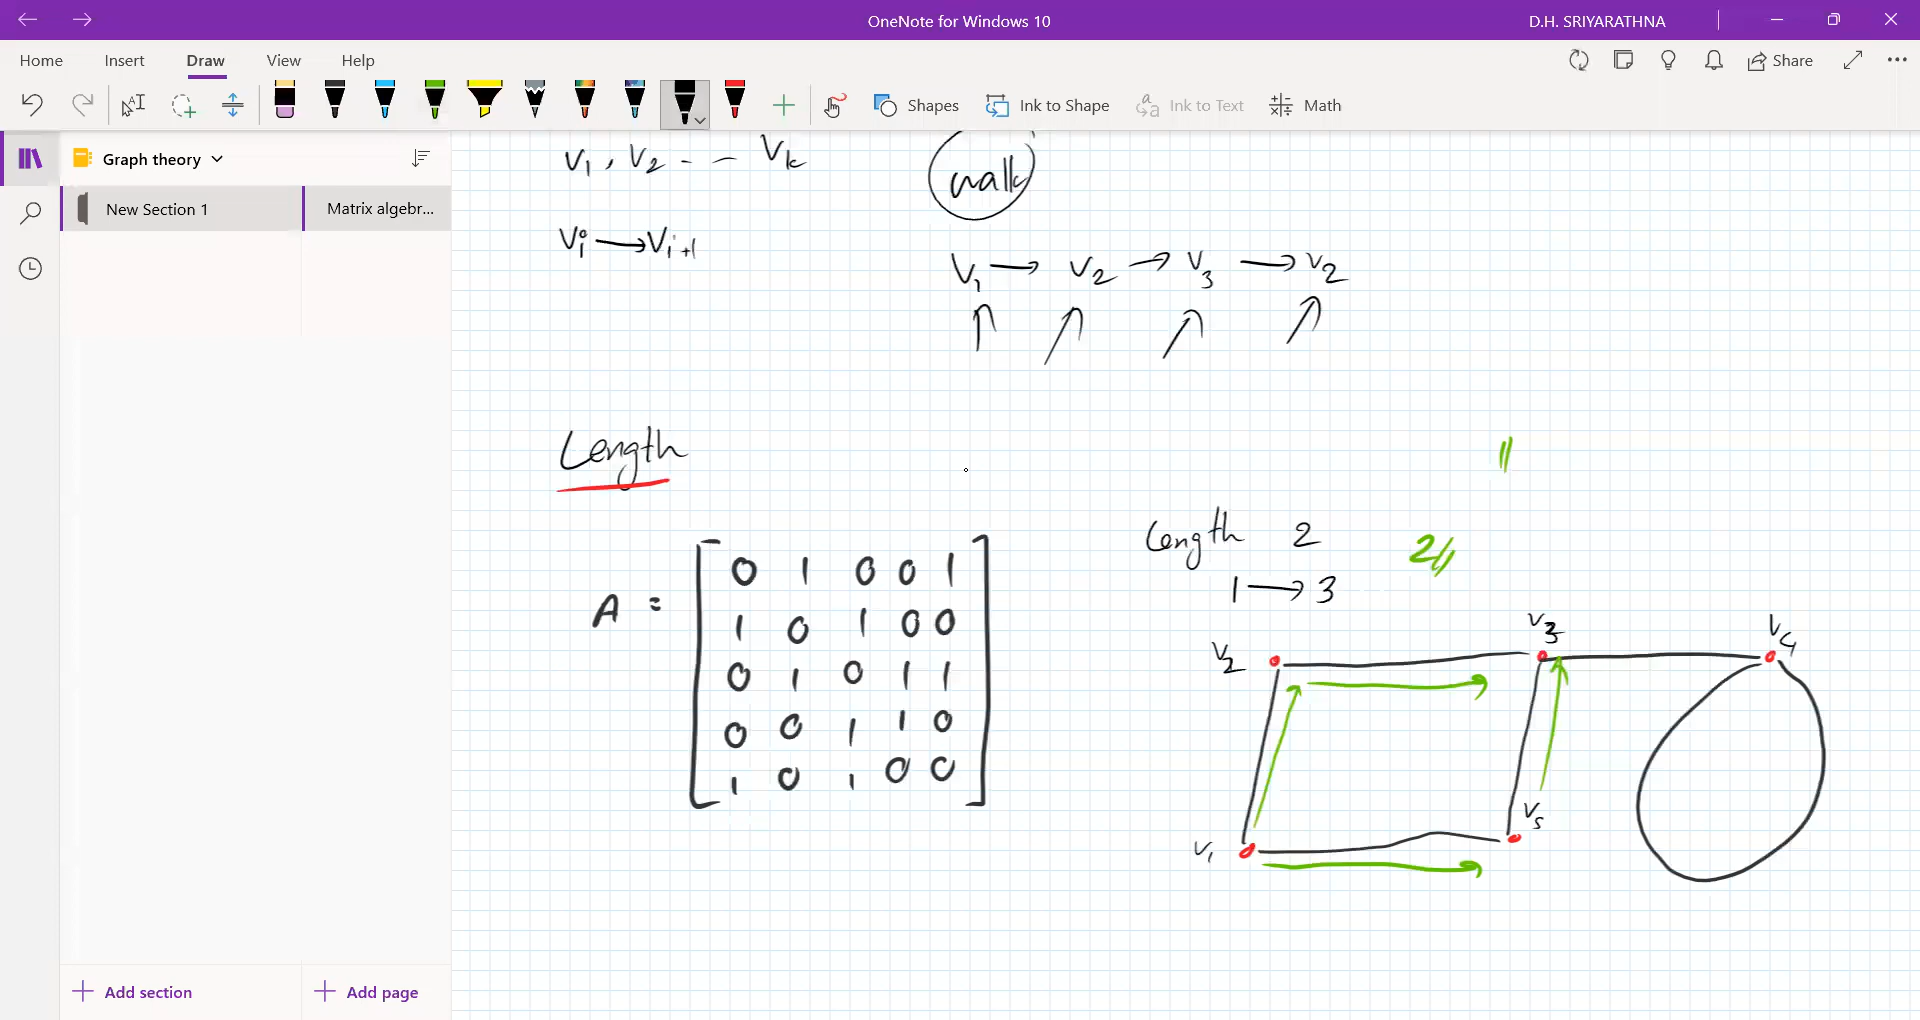 OneNote for Windows 10
D.H. SRIYARATHNA
Home Insert Draw View Help
Share
Shapes
Ink to Shape
Ink to Text
Math
Graph theory
New Section 1
Matrix algebr...
Add section
Add page
V1, V2 - - - Vk
walk
Vi → Vi+1
V1 → V2 → V3 → V2
Length
Length 2
2//
1 → 3
A =
0 1 0 0 1
1 0 1 0 0
0 1 0 1 1
0 0 1 1 0
1 0 1 0 0
V2
V3
V4
V1
V5